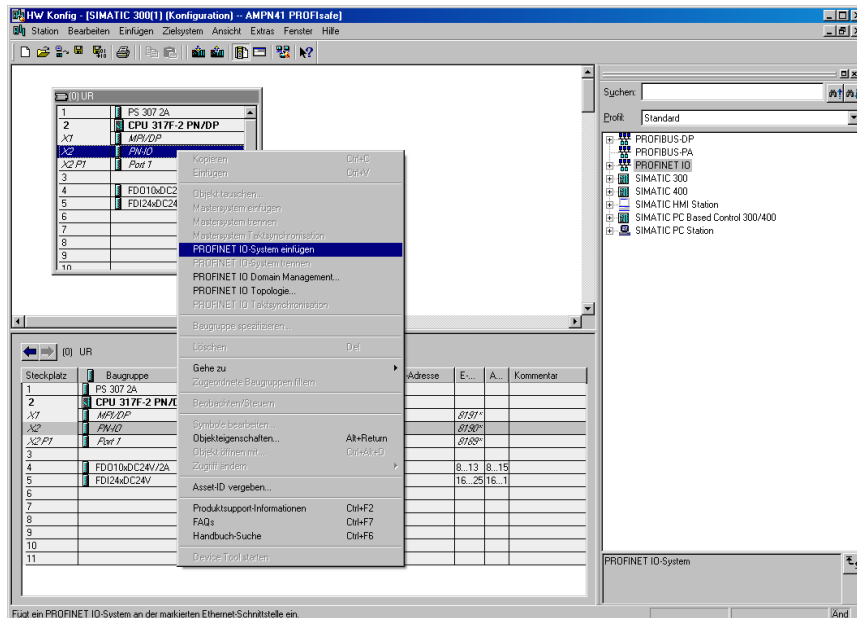 HW Konfig - [SIMATIC 300(1) (Konfiguration) -- AMPN41 PROFIsafe]
Station Bearbeiten Einfügen Zielsystem Ansicht Extras Fenster Hilfe
(0) UR
1 PS 307 2A
2 CPU 317F-2 PN/DP
X1 MPI/DP
X2 PN-IO
X2 P1 Port 1
3
4 FDO10xDC2
5 FDI24xDC24
6
7
8
9
10
Kopieren Ctrl+C
Einfügen Ctrl+V
Objekt tauschen...
Mastersystem einfügen
Mastersystem trennen
Mastersystem Taktsynchronisation
PROFINET IO-System einfügen
PROFINET IO-System trennen
PROFINET IO Domain Management...
PROFINET IO Topologie...
PROFINET IO Taktsynchronisation
Baugruppe spezifizieren...
Löschen Del
Gehe zu
Zugeordnete Baugruppen filtern
Beobachten/Steuern
Symbole bearbeiten...
Objekteigenschaften... Alt+Return
Objekt öffnen mit... Ctrl+Alt+O
Zugriff ändern
Asset-ID vergeben...
Produktsupport-Informationen Ctrl+F2
FAQs Ctrl+F7
Handbuch-Suche Ctrl+F6
Device Tool starten
Suchen:
Profil: Standard
PROFIBUS-DP
PROFIBUS-PA
PROFINET IO
SIMATIC 300
SIMATIC 400
SIMATIC HMI Station
SIMATIC PC Based Control 300/400
SIMATIC PC Station
PROFINET IO-System
(0) UR
Steckplatz Baugruppe -Adresse E-... A... Kommentar
1 PS 307 2A
2 CPU 317F-2 PN/D
X1 MPI/DP 8191*
X2 PN-IO 8190*
X2 P1 Port 1 8189*
3
4 FDO10xDC24V/2A 8...13 8...15
5 FDI24xDC24V 16...25 16...1
6
7
8
9
10
11
Fügt ein PROFINET IO-System an der markierten Ethernet-Schnittstelle ein. Änd